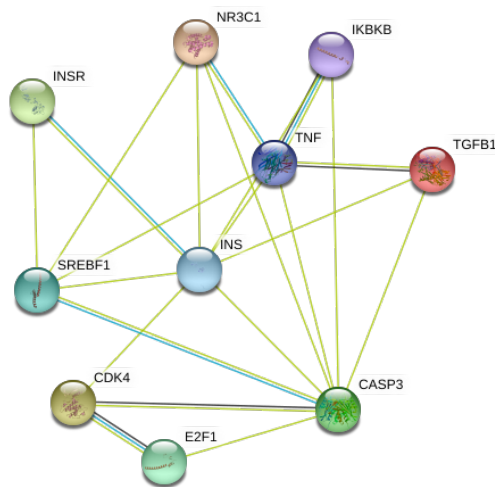 NR3C1
IKBKB
INSR
TNF
TGFB1
INS
SREBF1
CDK4
CASP3
E2F1